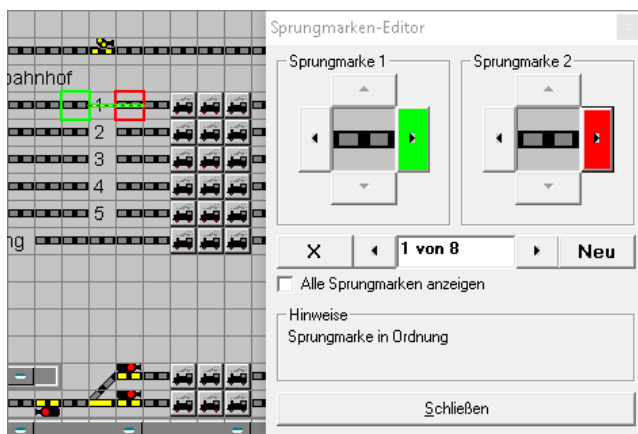 Sprungmarken-Editor
bahnhof
1
2
3
4
5
ng
Sprungmarke 1
Sprungmarke 2
X
1 von 8
Neu
Alle Sprungmarken anzeigen
Hinweise
Sprungmarke in Ordnung
Schließen